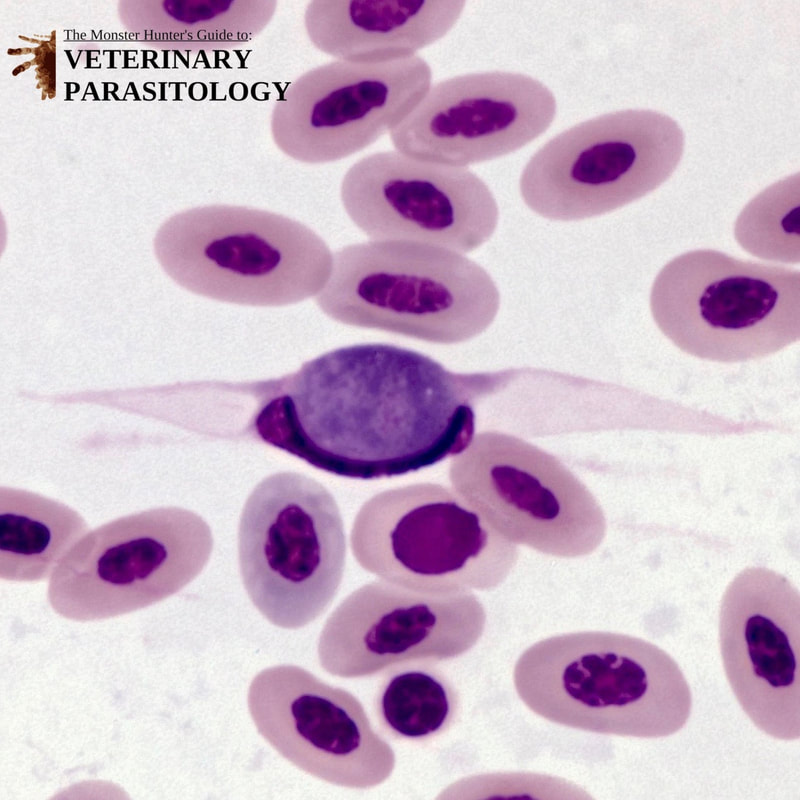 The Monster Hunter's Guide to:
VETERINARY
PARASITOLOGY